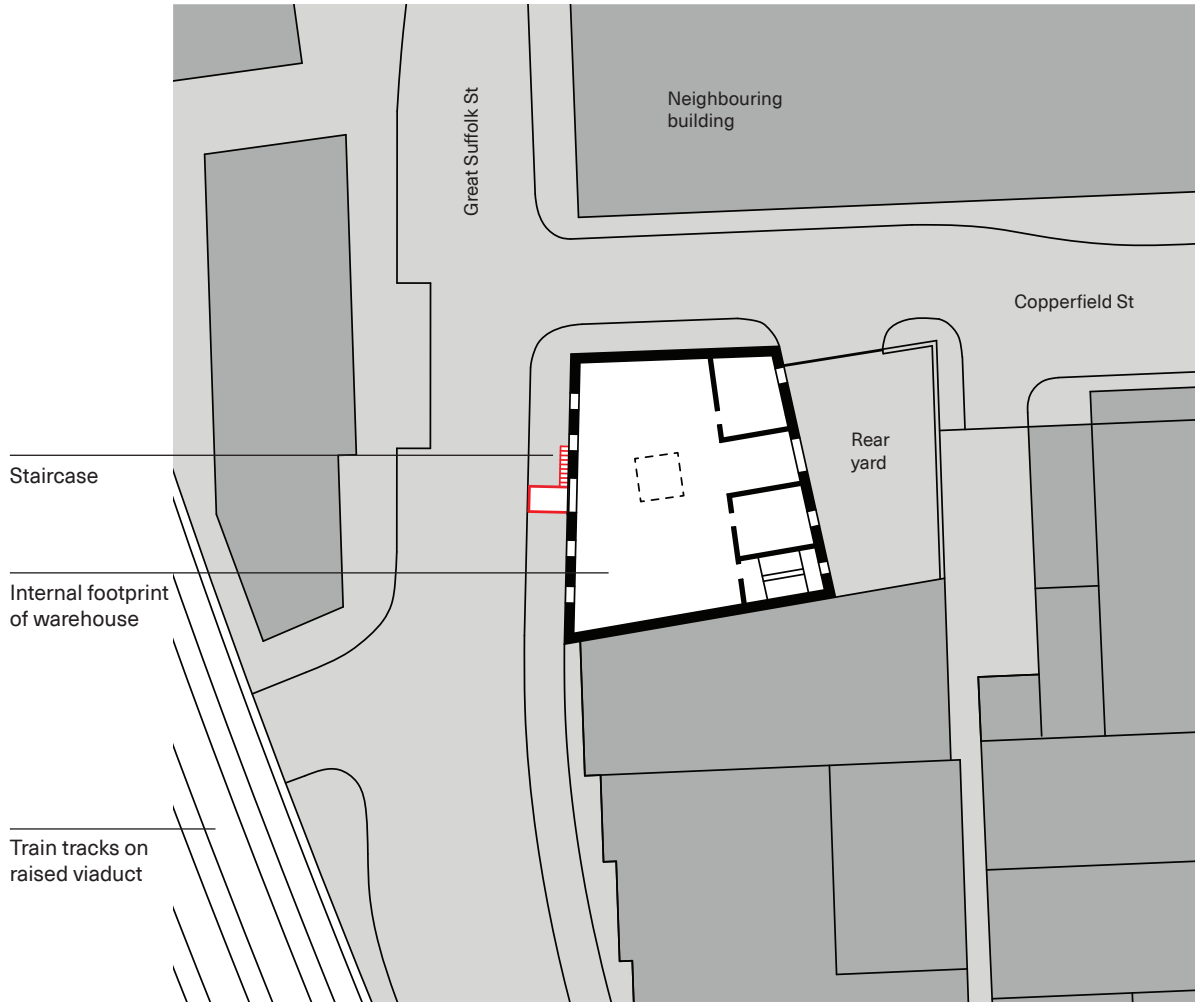 Neighbouring
building
Great Suffolk St
Copperfield St
Rear
yard
Staircase
Internal footprint
of warehouse
Train tracks on
raised viaduct